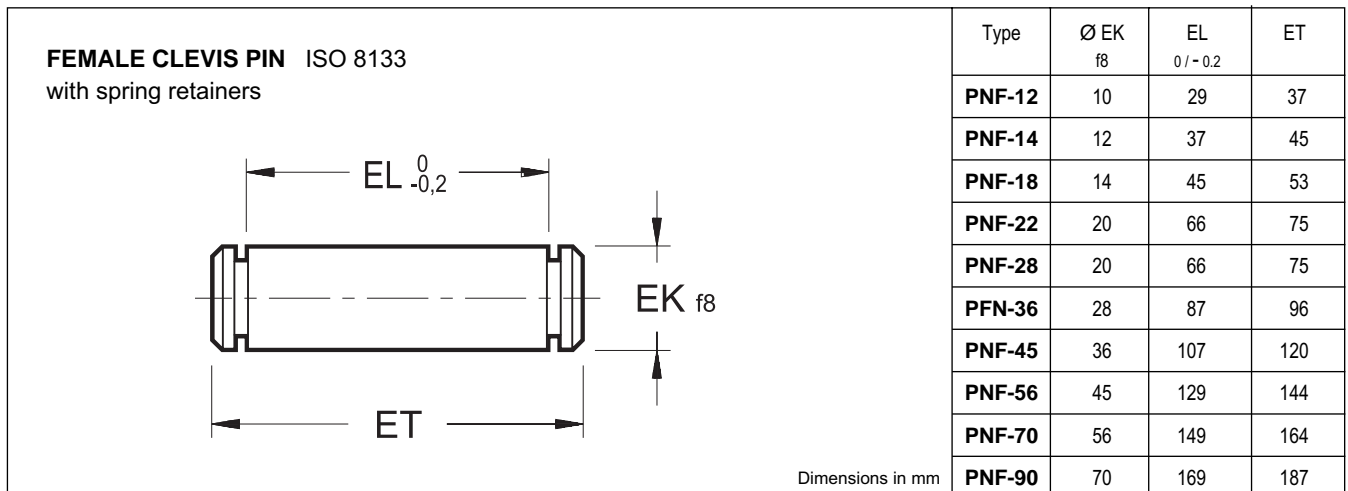 FEMALE CLEVIS PIN ISO 8133
with spring retainers
EL 0 -0,2
EK f8
ET
Dimensions in mm
Type Ø EK f8 EL 0 / - 0.2 ET
PNF-12 10 29 37
PNF-14 12 37 45
PNF-18 14 45 53
PNF-22 20 66 75
PNF-28 20 66 75
PFN-36 28 87 96
PNF-45 36 107 120
PNF-56 45 129 144
PNF-70 56 149 164
PNF-90 70 169 187